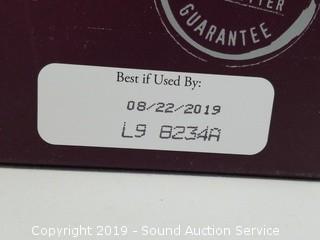 GUARANTEE
Best if Used By:
08/22/2019
L9 8234A
Copyright 2019 - Sound Auction Service